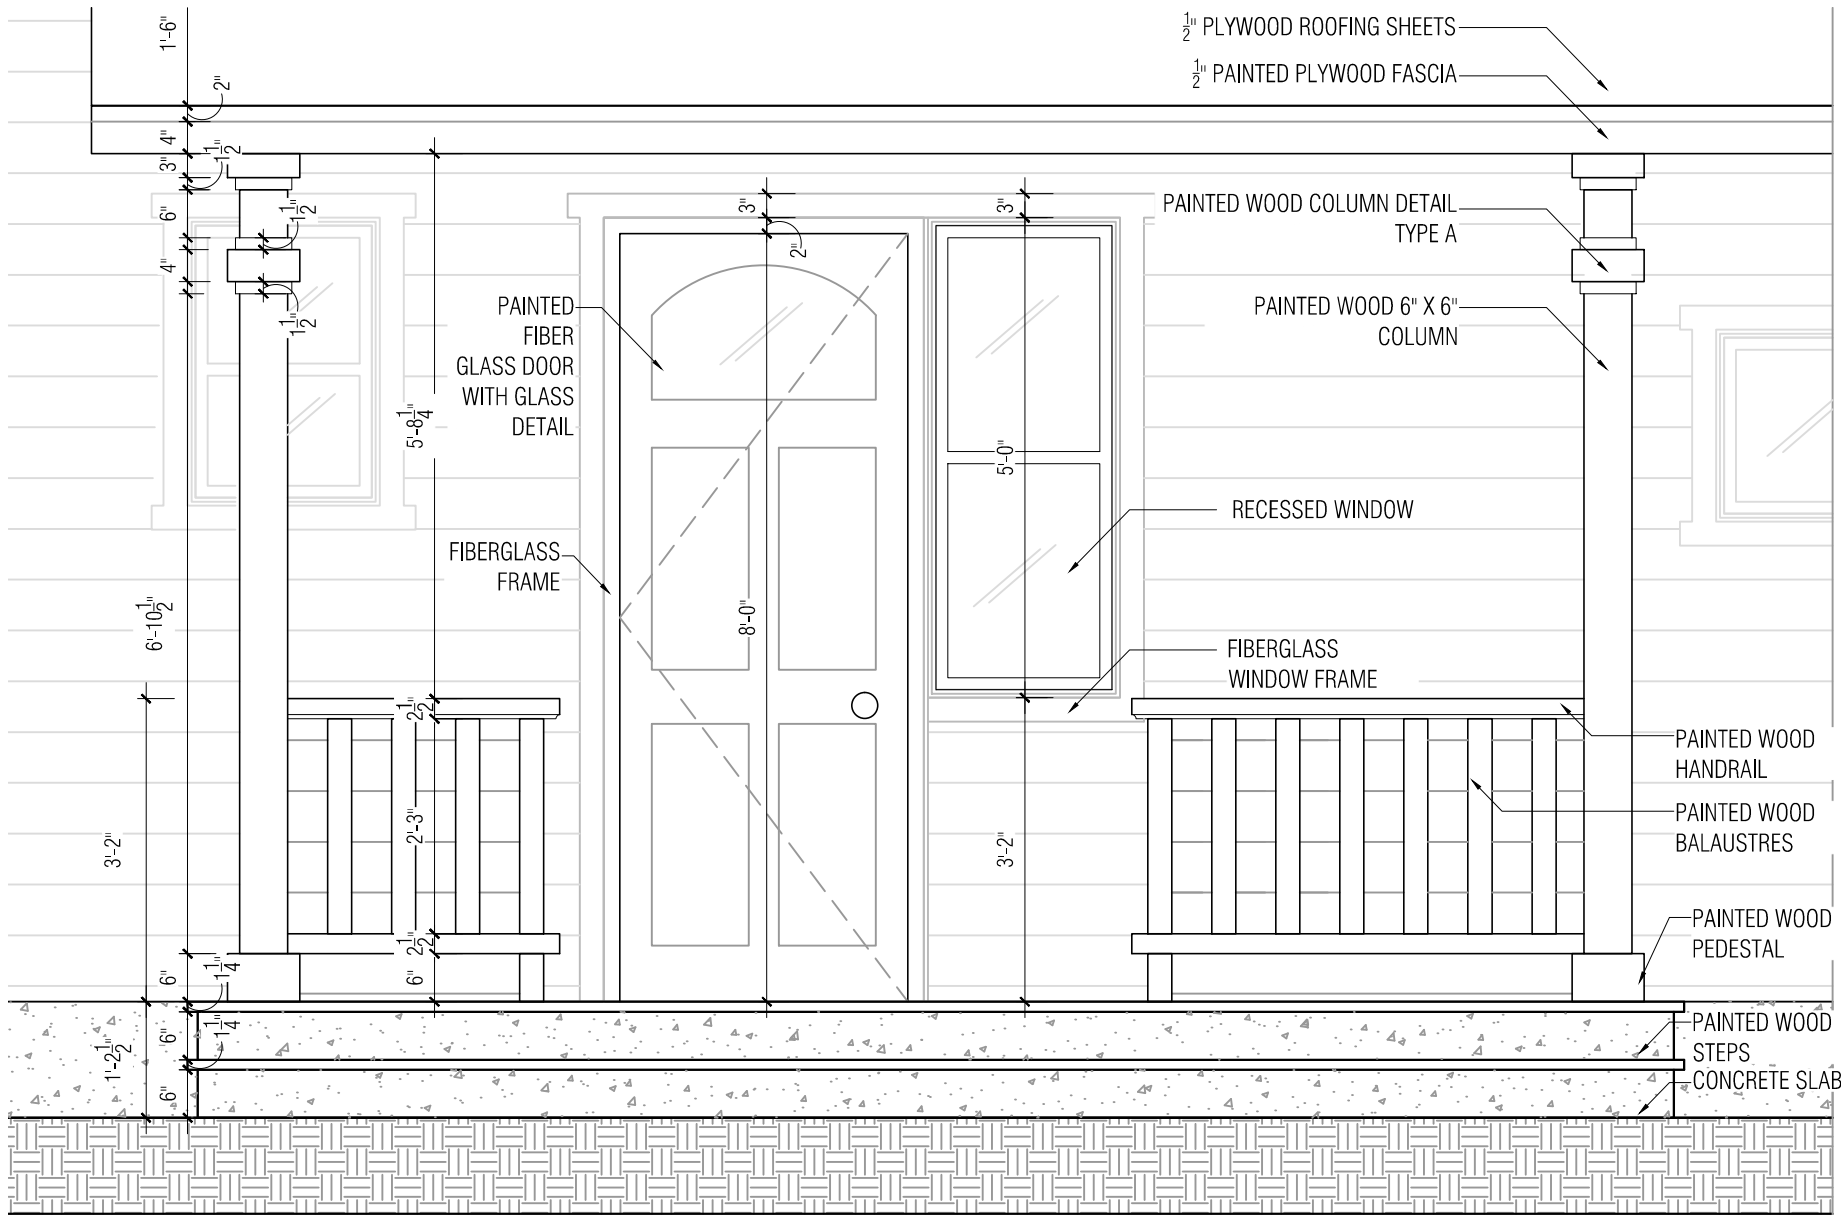 1'-6"
2"
4"
3"
1 1/2"
6"
1 1/2"
4"
1 1/2"
6'-10 1/2"
3'-2"
6"
1 1/4"
6"
1 1/4"
1'-2 1/2"
6"
5'-8 1/4"
2 1/2"
2'-3"
2 1/2"
6"
3"
2"
8'-0"
3"
5'-0"
3'-2"
PAINTED
FIBER
GLASS DOOR
WITH GLASS
DETAIL
FIBERGLASS
FRAME
1/2" PLYWOOD ROOFING SHEETS
1/2" PAINTED PLYWOOD FASCIA
PAINTED WOOD COLUMN DETAIL
TYPE A
PAINTED WOOD 6" X 6"
COLUMN
RECESSED WINDOW
FIBERGLASS
WINDOW FRAME
PAINTED WOOD
HANDRAIL
PAINTED WOOD
BALAUSTRES
PAINTED WOOD
PEDESTAL
PAINTED WOOD
STEPS
CONCRETE SLAB